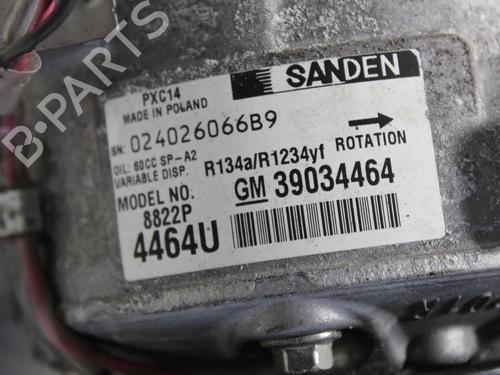 SANDEN
PXC14
MADE IN POLAND
SN: 024026066B9
OIL: 60CC SP-A2
VARIABLE DISP.
R134a/R1234yf ROTATION
MODEL NO.
8822P
GM 39034464
4464U
B-PARTS